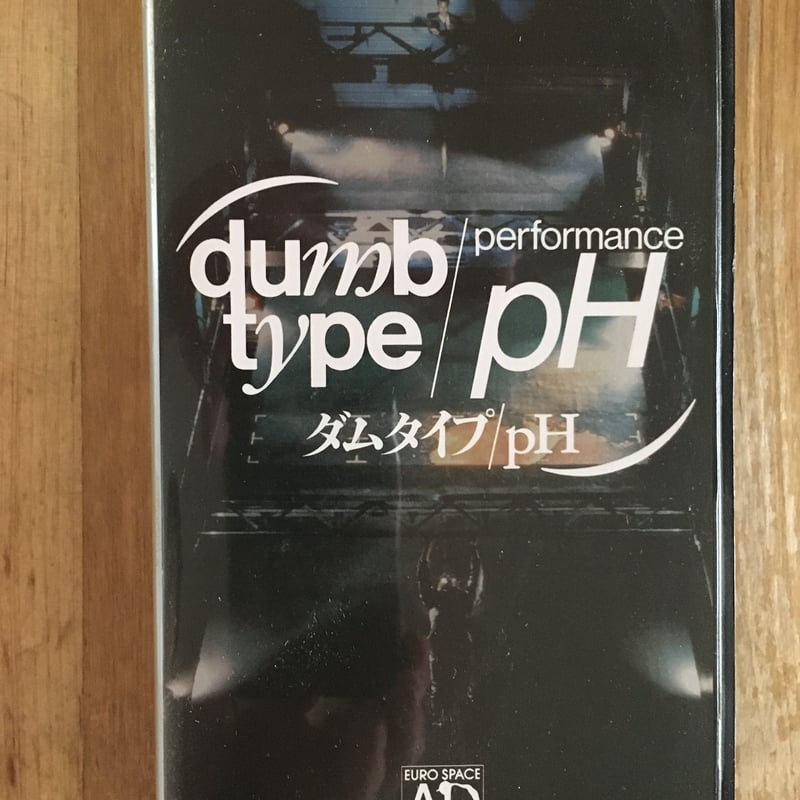 dumb type / performance pH
ダムタイプ/pH
EURO SPACE